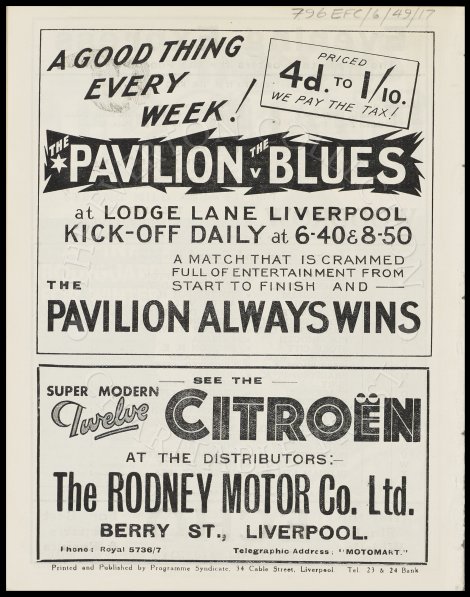 796 EFC/6/49/17
A GOOD THING
EVERY
WEEK!
PRICED
4d. TO 1/10.
WE PAY THE TAX!
THE PAVILION THE V BLUES
at LODGE LANE LIVERPOOL
KICK-OFF DAILY at 6-40 & 8-50
A MATCH THAT IS CRAMMED
FULL OF ENTERTAINMENT FROM
START TO FINISH AND —
THE
PAVILION ALWAYS WINS
— SEE THE —
SUPER MODERN
Twelve CITROËN
AT THE DISTRIBUTORS:–
The RODNEY MOTOR Co. Ltd.
BERRY ST., LIVERPOOL.
Phone: Royal 5736/7 Telegraphic Address: "MOTOMART."
Printed and Published by Programme Syndicate, 34 Cable Street, Liverpool. Tel. 23 & 24 Bank